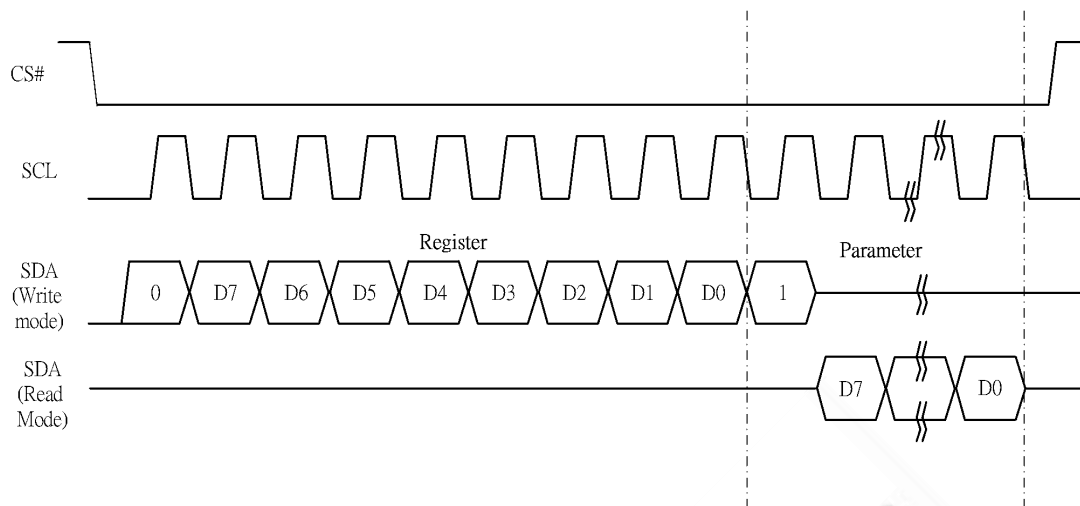 CS#
SCL
Register
Parameter
SDA
(Write
mode)
0 D7 D6 D5 D4 D3 D2 D1 D0 1
SDA
(Read
Mode)
D7 D0